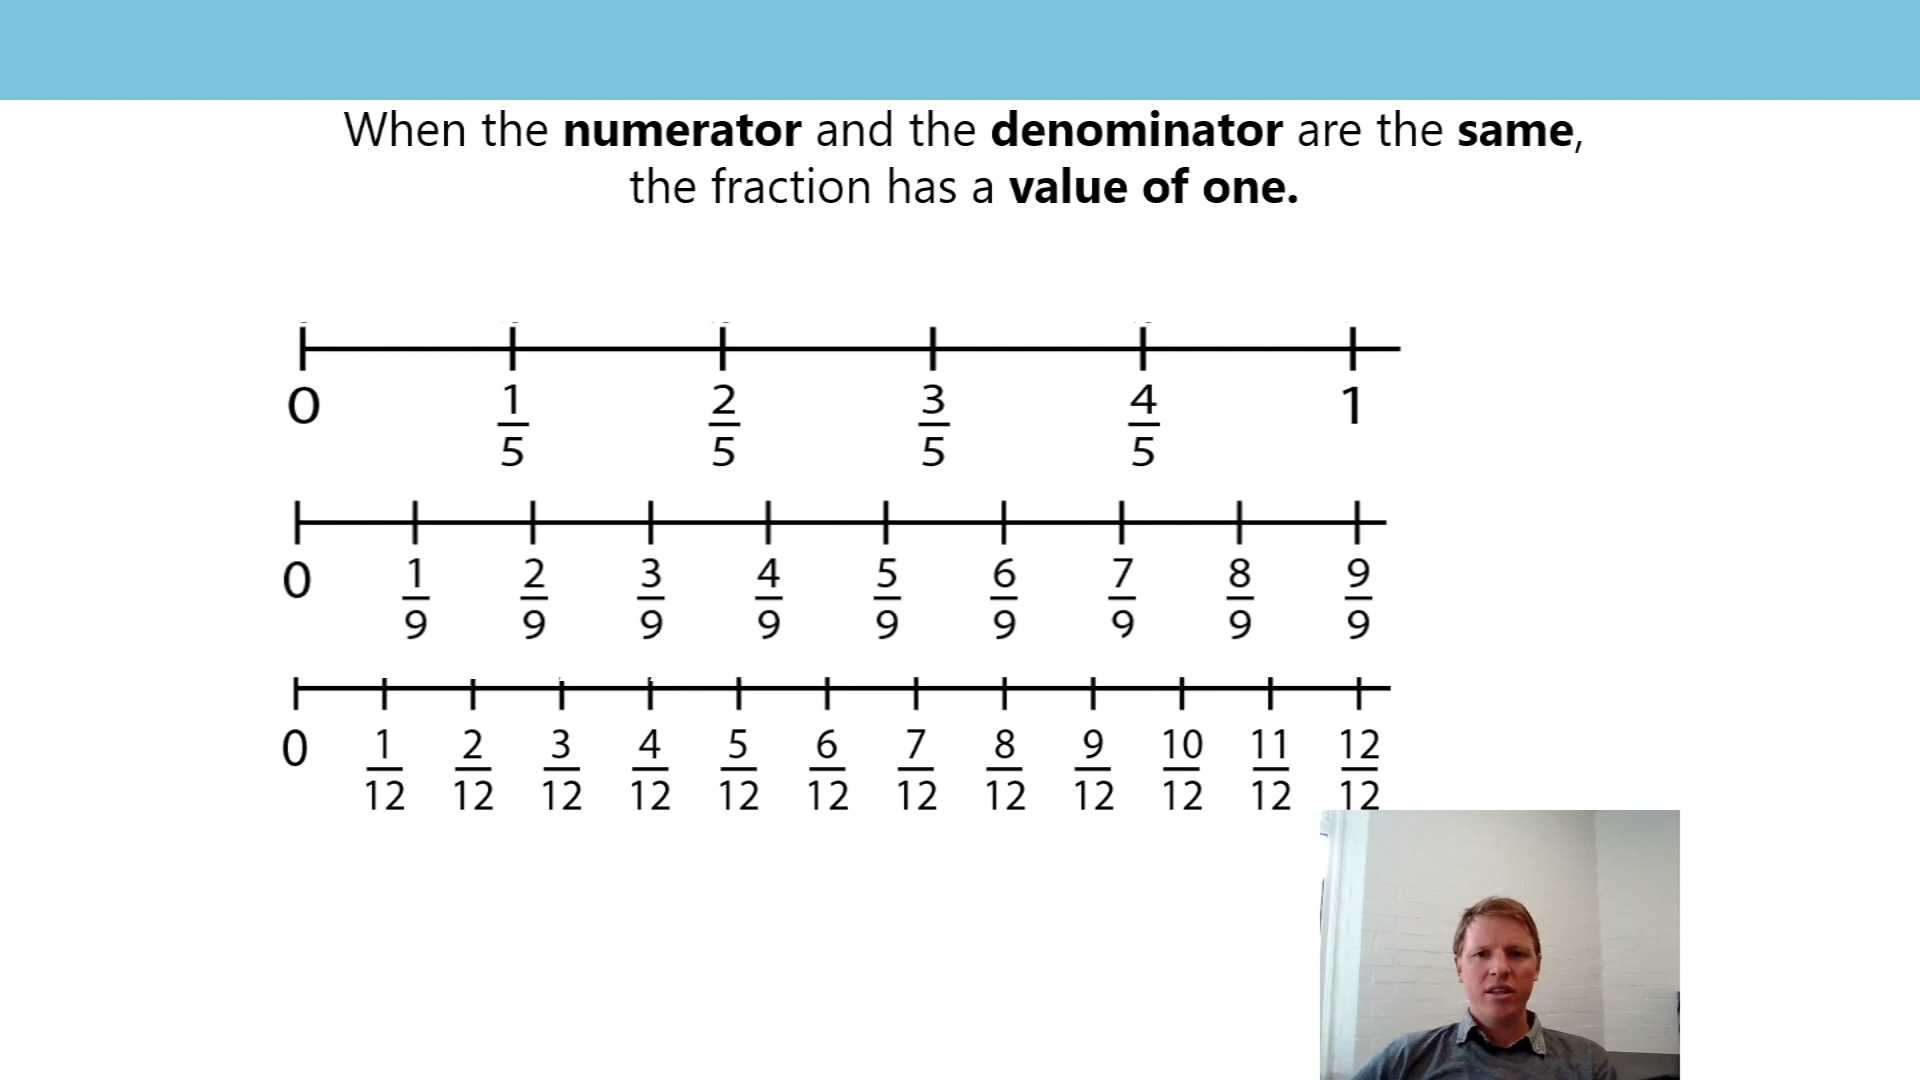 When the numerator and the denominator are the same,
the fraction has a value of one.
0 1/5 2/5 3/5 4/5 1
0 1/9 2/9 3/9 4/9 5/9 6/9 7/9 8/9 9/9
0 1/12 2/12 3/12 4/12 5/12 6/12 7/12 8/12 9/12 10/12 11/12 12/12